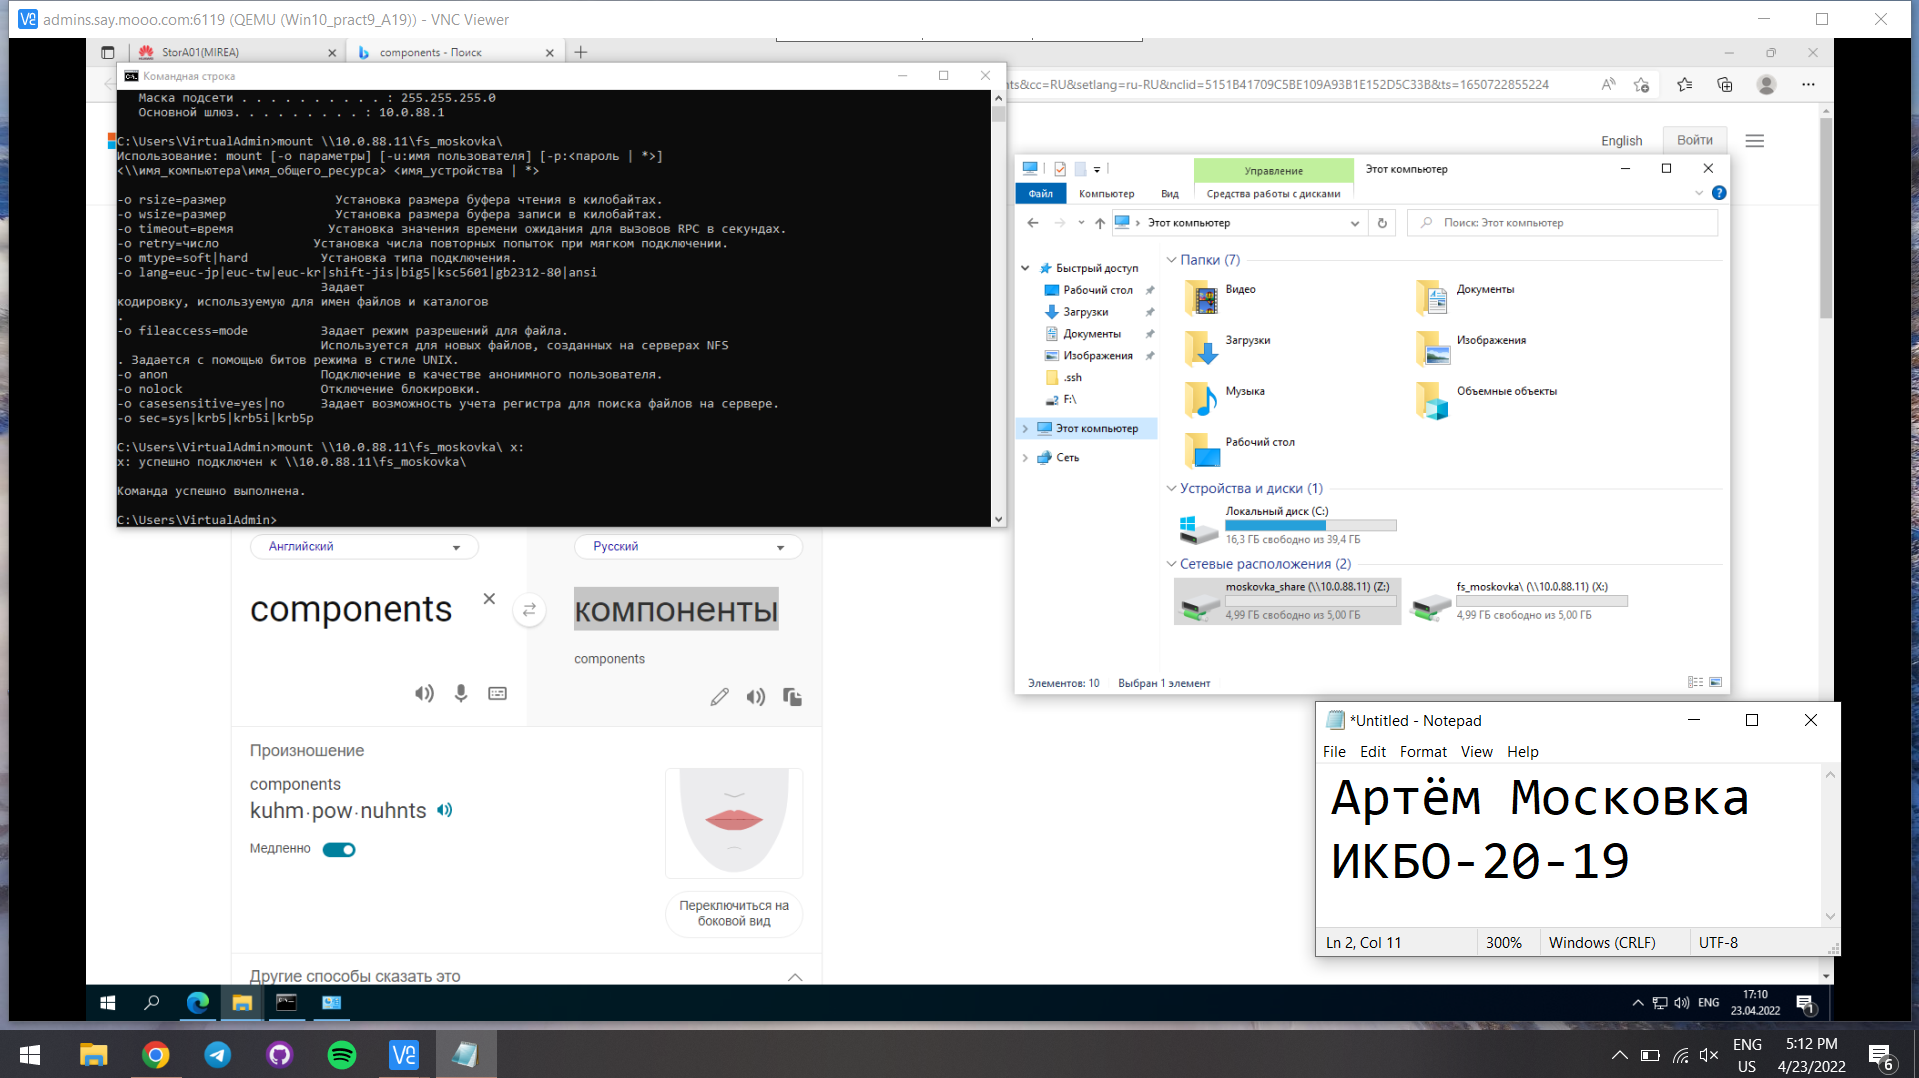 admins.say.mooo.com:6119 (QEMU (Win10_pract9_A19)) - VNC Viewer
StorA01(MIREA)
components - Поиск
Командная строка
nts&cc=RU&setlang=ru-RU&nclid=5151B41709C5BE109A93B1E152D5C33B&ts=1650722855224
Маска подсети . . . . . . . . . . : 255.255.255.0
Основной шлюз. . . . . . . . . : 10.0.88.1
C:\Users\VirtualAdmin>mount \\10.0.88.11\fs_moskovka\
Использование: mount [-o параметры] [-u:имя пользователя] [-p:<пароль | *>]
<\\имя_компьютера\имя_общего_ресурса> <имя_устройства | *>
-o rsize=размер Установка размера буфера чтения в килобайтах.
-o wsize=размер Установка размера буфера записи в килобайтах.
-o timeout=время Установка значения времени ожидания для вызовов RPC в секундах.
-o retry=число Установка числа повторных попыток при мягком подключении.
-o mtype=soft|hard Установка типа подключения.
-o lang=euc-jp|euc-tw|euc-kr|shift-jis|big5|ksc5601|gb2312-80|ansi
Задает
кодировку, используемую для имен файлов и каталогов
.
-o fileaccess=mode Задает режим разрешений для файла.
Используется для новых файлов, созданных на серверах NFS
. Задается с помощью битов режима в стиле UNIX.
-o anon Подключение в качестве анонимного пользователя.
-o nolock Отключение блокировки.
-o casesensitive=yes|no Задает возможность учета регистра для поиска файлов на сервере.
-o sec=sys|krb5|krb5i|krb5p
C:\Users\VirtualAdmin>mount \\10.0.88.11\fs_moskovka\ x:
x: успешно подключен к \\10.0.88.11\fs_moskovka\
Команда успешно выполнена.
C:\Users\VirtualAdmin>
English
Войти
Управление
Этот компьютер
Файл
Компьютер
Вид
Средства работы с дисками
Этот компьютер
Поиск: Этот компьютер
Быстрый доступ
Рабочий стол
Загрузки
Документы
Изображения
.ssh
F:\
Этот компьютер
Сеть
Папки (7)
Видео
Документы
Загрузки
Изображения
Музыка
Объемные объекты
Рабочий стол
Устройства и диски (1)
Локальный диск (C:)
16,3 ГБ свободно из 39,4 ГБ
Сетевые расположения (2)
moskovka_share (\\10.0.88.11) (Z:)
4,99 ГБ свободно из 5,00 ГБ
fs_moskovka\ (\\10.0.88.11) (X:)
4,99 ГБ свободно из 5,00 ГБ
Элементов: 10
Выбран 1 элемент
Английский
Русский
components
компоненты
components
Произношение
components
kuhm·pow·nuhnts
Медленно
Переключиться на
боковой вид
Другие способы сказать это
*Untitled - Notepad
File Edit Format View Help
Артём Московка
ИКБО-20-19
Ln 2, Col 11
300%
Windows (CRLF)
UTF-8
ENG
17:10
23.04.2022
1
ENG
US
5:12 PM
4/23/2022
6